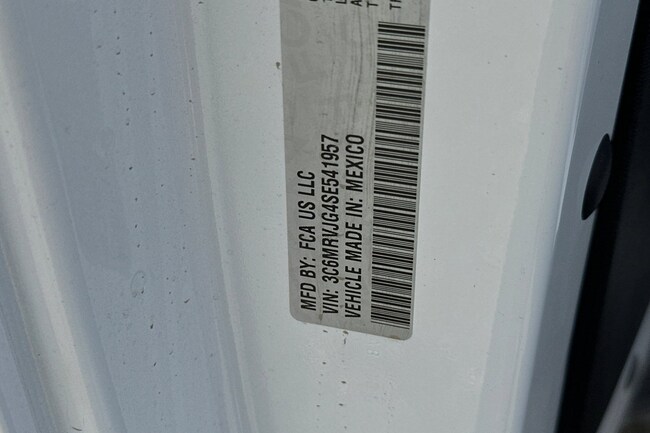 MFD BY: FCA US LLC
VIN: 3C6MRVJG4SE541957
VEHICLE MADE IN: MEXICO